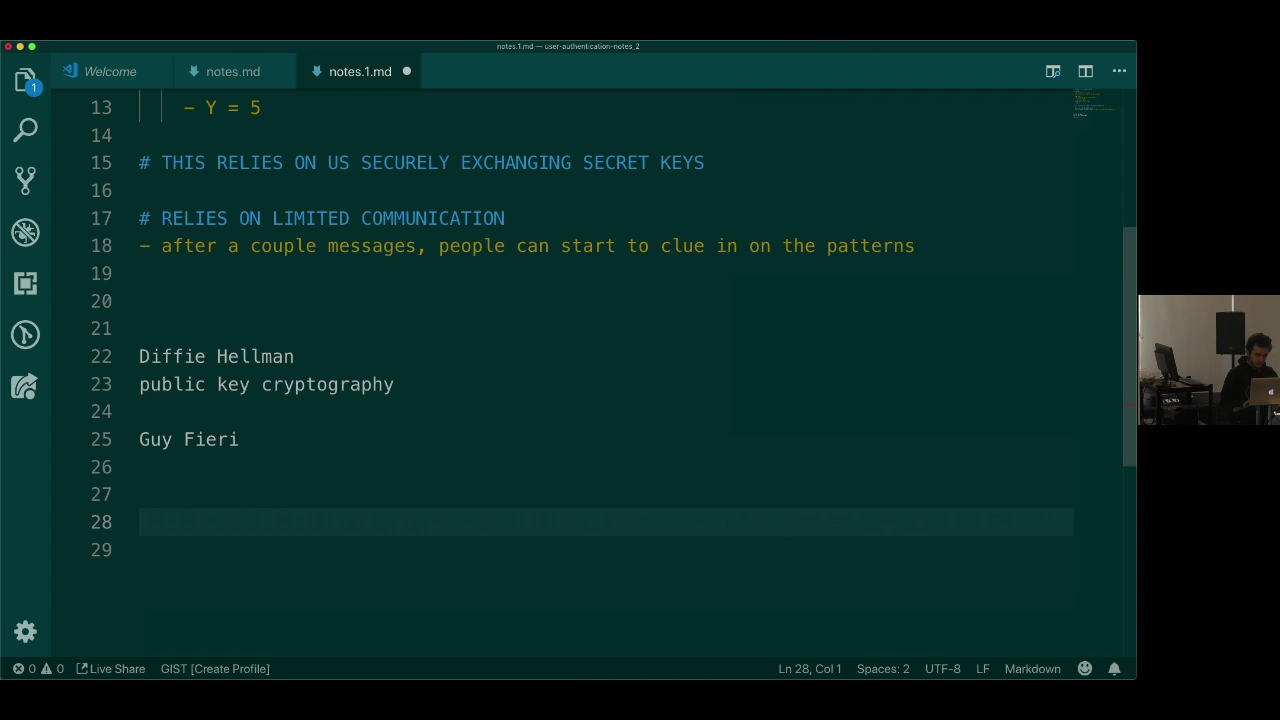 notes.1.md — user-authentication-notes_2
Welcome
notes.md
notes.1.md
1
13 - Y = 5
14
15 # THIS RELIES ON US SECURELY EXCHANGING SECRET KEYS
16
17 # RELIES ON LIMITED COMMUNICATION
18 - after a couple messages, people can start to clue in on the patterns
19
20
21
22 Diffie Hellman
23 public key cryptography
24
25 Guy Fieri
26
27
28
29
0 0 Live Share GIST [Create Profile] Ln 28, Col 1 Spaces: 2 UTF-8 LF Markdown